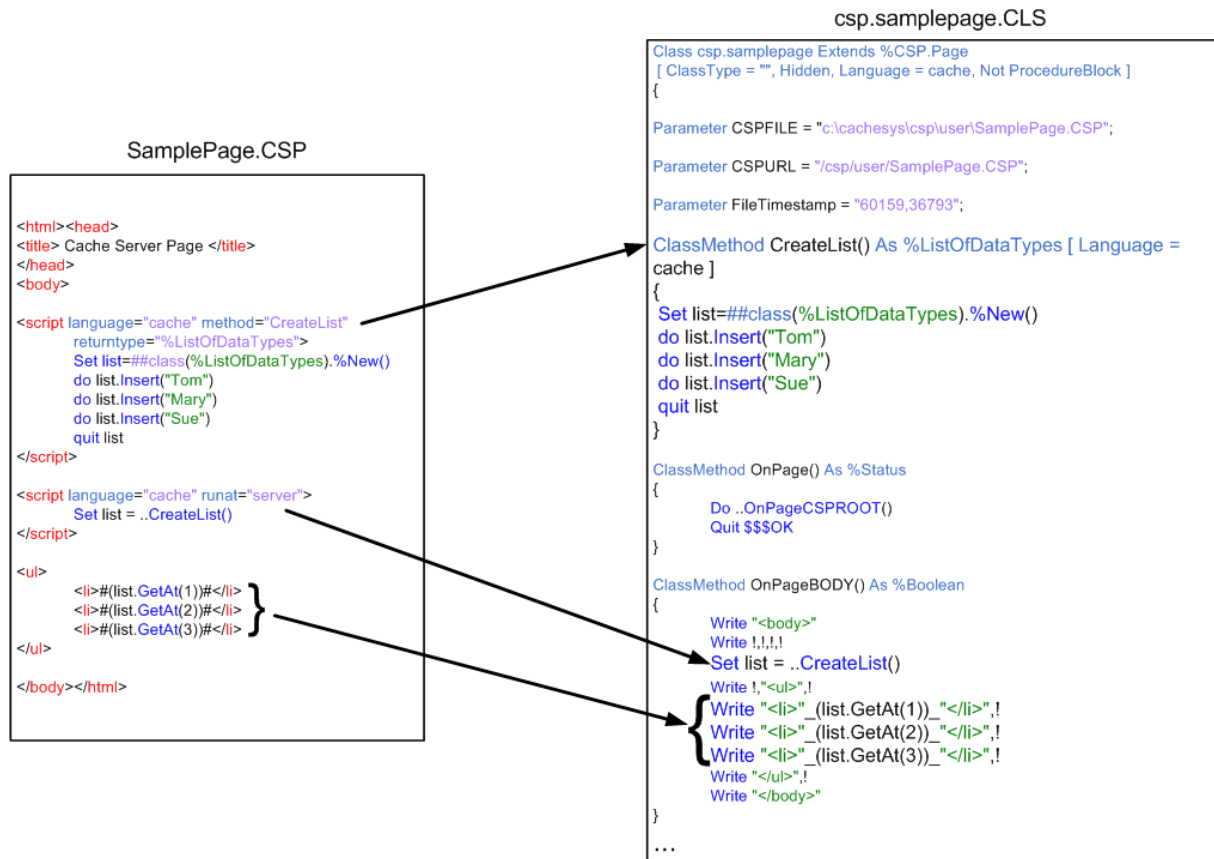 SamplePage.CSP
<html><head>
<title> Cache Server Page </title>
</head>
<body>
<script language="cache" method="CreateList"
returntype="%ListOfDataTypes">
Set list=##class(%ListOfDataTypes).%New()
do list.Insert("Tom")
do list.Insert("Mary")
do list.Insert("Sue")
quit list
</script>
<script language="cache" runat="server">
Set list = ..CreateList()
</script>
<ul>
<li>#(list.GetAt(1))#</li>
<li>#(list.GetAt(2))#</li>
<li>#(list.GetAt(3))#</li>
</ul>
</body></html>
csp.samplepage.CLS
Class csp.samplepage Extends %CSP.Page
[ ClassType = "", Hidden, Language = cache, Not ProcedureBlock ]
{
Parameter CSPFILE = "c:\cachesys\csp\user\SamplePage.CSP";
Parameter CSPURL = "/csp/user/SamplePage.CSP";
Parameter FileTimestamp = "60159,36793";
ClassMethod CreateList() As %ListOfDataTypes [ Language =
cache ]
{
Set list=##class(%ListOfDataTypes).%New()
do list.Insert("Tom")
do list.Insert("Mary")
do list.Insert("Sue")
quit list
}
ClassMethod OnPage() As %Status
{
Do ..OnPageCSPROOT()
Quit $$$OK
}
ClassMethod OnPageBODY() As %Boolean
{
Write "<body>"
Write !,!,!,!
Set list = ..CreateList()
Write !,"<ul>",!
Write "<li>"_(list.GetAt(1))_"</li>",!
Write "<li>"_(list.GetAt(2))_"</li>",!
Write "<li>"_(list.GetAt(3))_"</li>",!
Write "</ul>",!
Write "</body>"
}
...